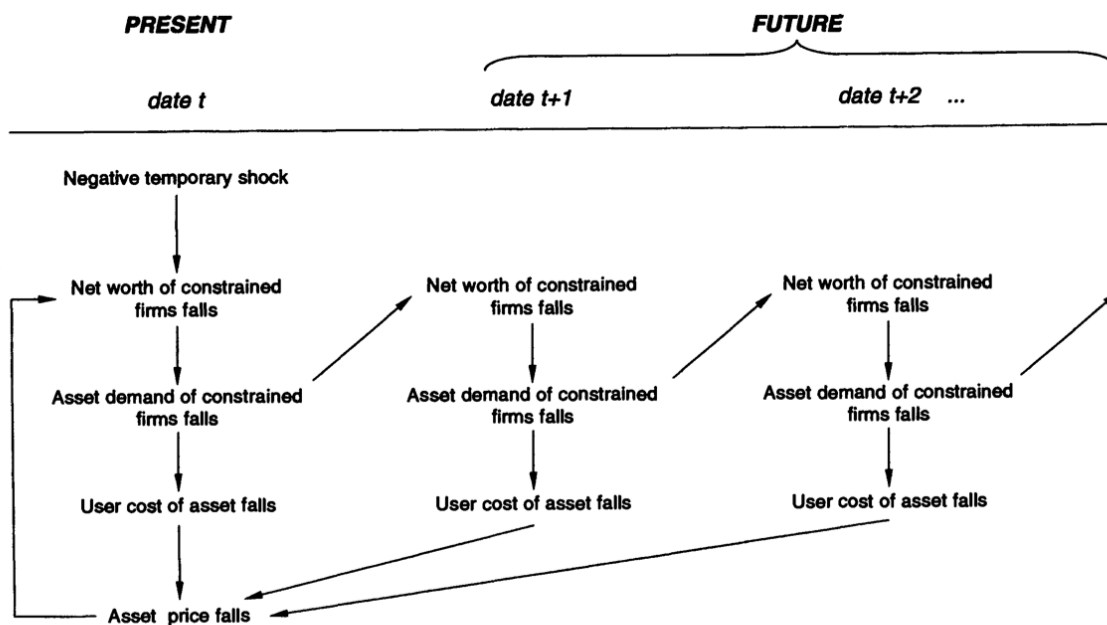 PRESENT
FUTURE
date t
date t+1
date t+2 ...
Negative temporary shock
Net worth of constrained
firms falls
Net worth of constrained
firms falls
Net worth of constrained
firms falls
Asset demand of constrained
firms falls
Asset demand of constrained
firms falls
Asset demand of constrained
firms falls
User cost of asset falls
User cost of asset falls
User cost of asset falls
Asset price falls